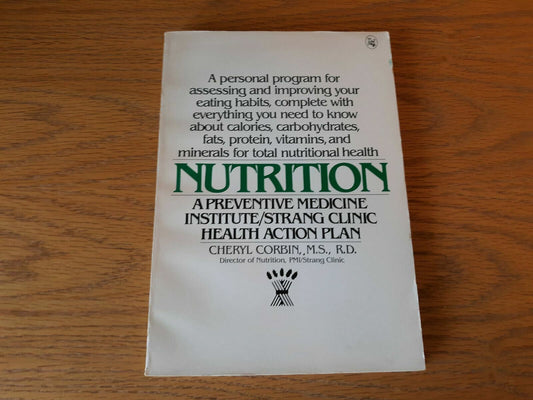 A personal program for
assessing and improving your
eating habits, complete with
everything you need to know
about calories, carbohydrates,
fats, protein, vitamins, and
minerals for total nutritional health
NUTRITION
A PREVENTIVE MEDICINE
INSTITUTE/STRANG CLINIC
HEALTH ACTION PLAN
CHERYL CORBIN, M.S., R.D.
Director of Nutrition, PMI/Strang Clinic